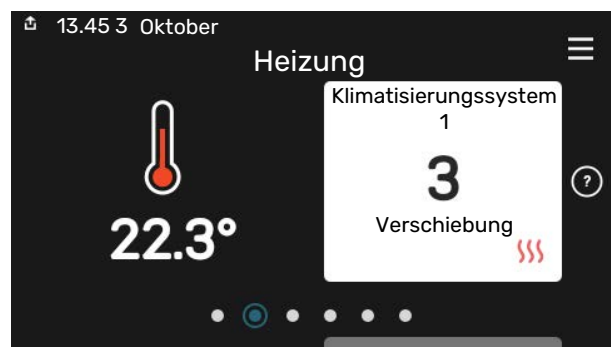 13.45 3 Oktober
Heizung
Klimatisierungssystem
1
3
Verschiebung
22.3°
?